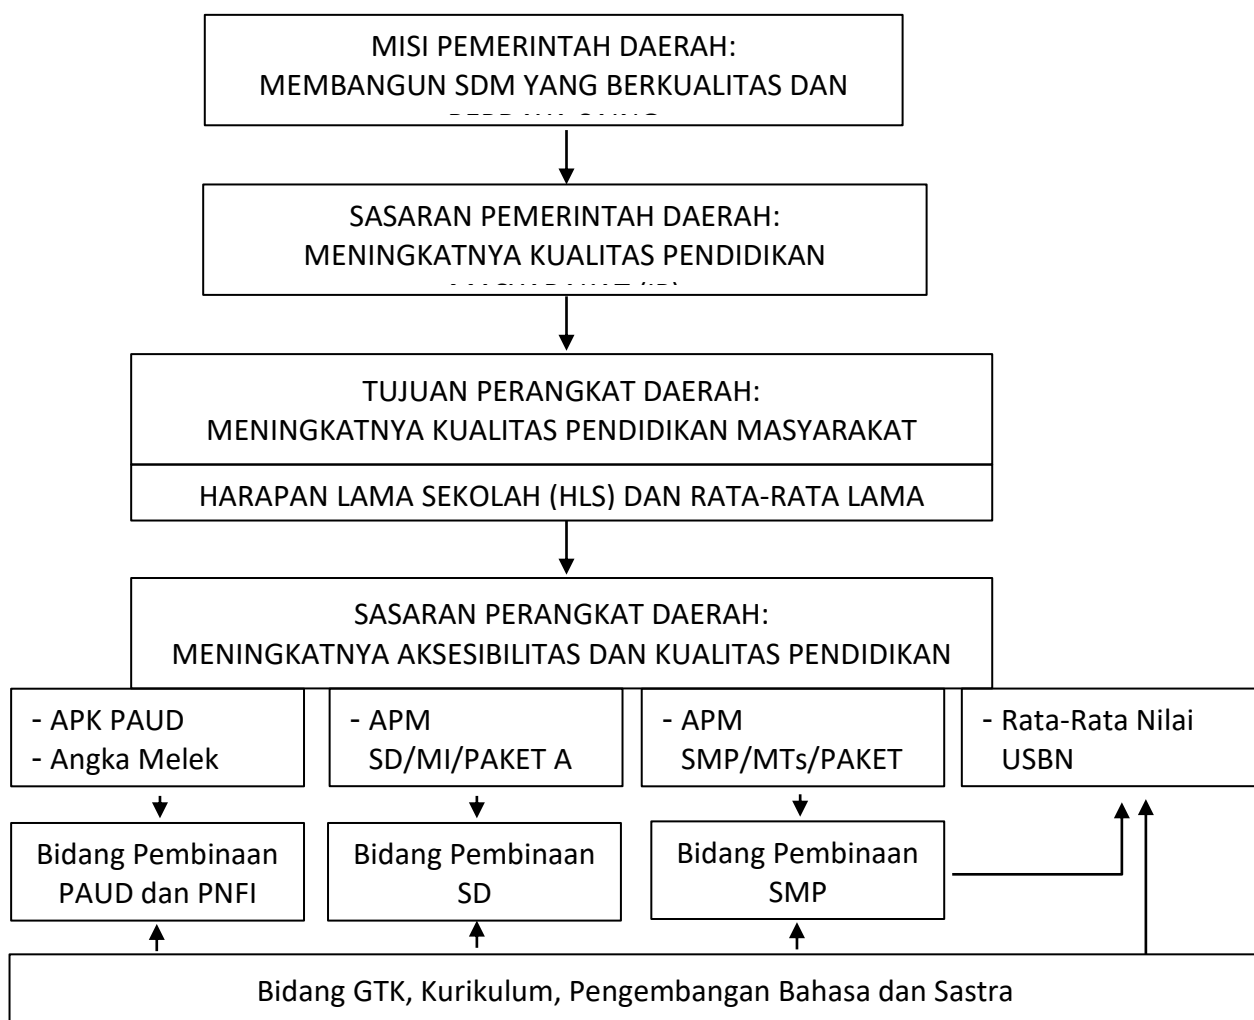 MISI PEMERINTAH DAERAH:
MEMBANGUN SDM YANG BERKUALITAS DAN
SASARAN PEMERINTAH DAERAH:
MENINGKATNYA KUALITAS PENDIDIKAN
TUJUAN PERANGKAT DAERAH:
MENINGKATNYA KUALITAS PENDIDIKAN MASYARAKAT
HARAPAN LAMA SEKOLAH (HLS) DAN RATA-RATA LAMA
SASARAN PERANGKAT DAERAH:
MENINGKATNYA AKSESIBILITAS DAN KUALITAS PENDIDIKAN
- APK PAUD
- Angka Melek
- APM
SD/MI/PAKET A
- APM
SMP/MTs/PAKET
- Rata-Rata Nilai
USBN
Bidang Pembinaan
PAUD dan PNFI
Bidang Pembinaan
SD
Bidang Pembinaan
SMP
Bidang GTK, Kurikulum, Pengembangan Bahasa dan Sastra